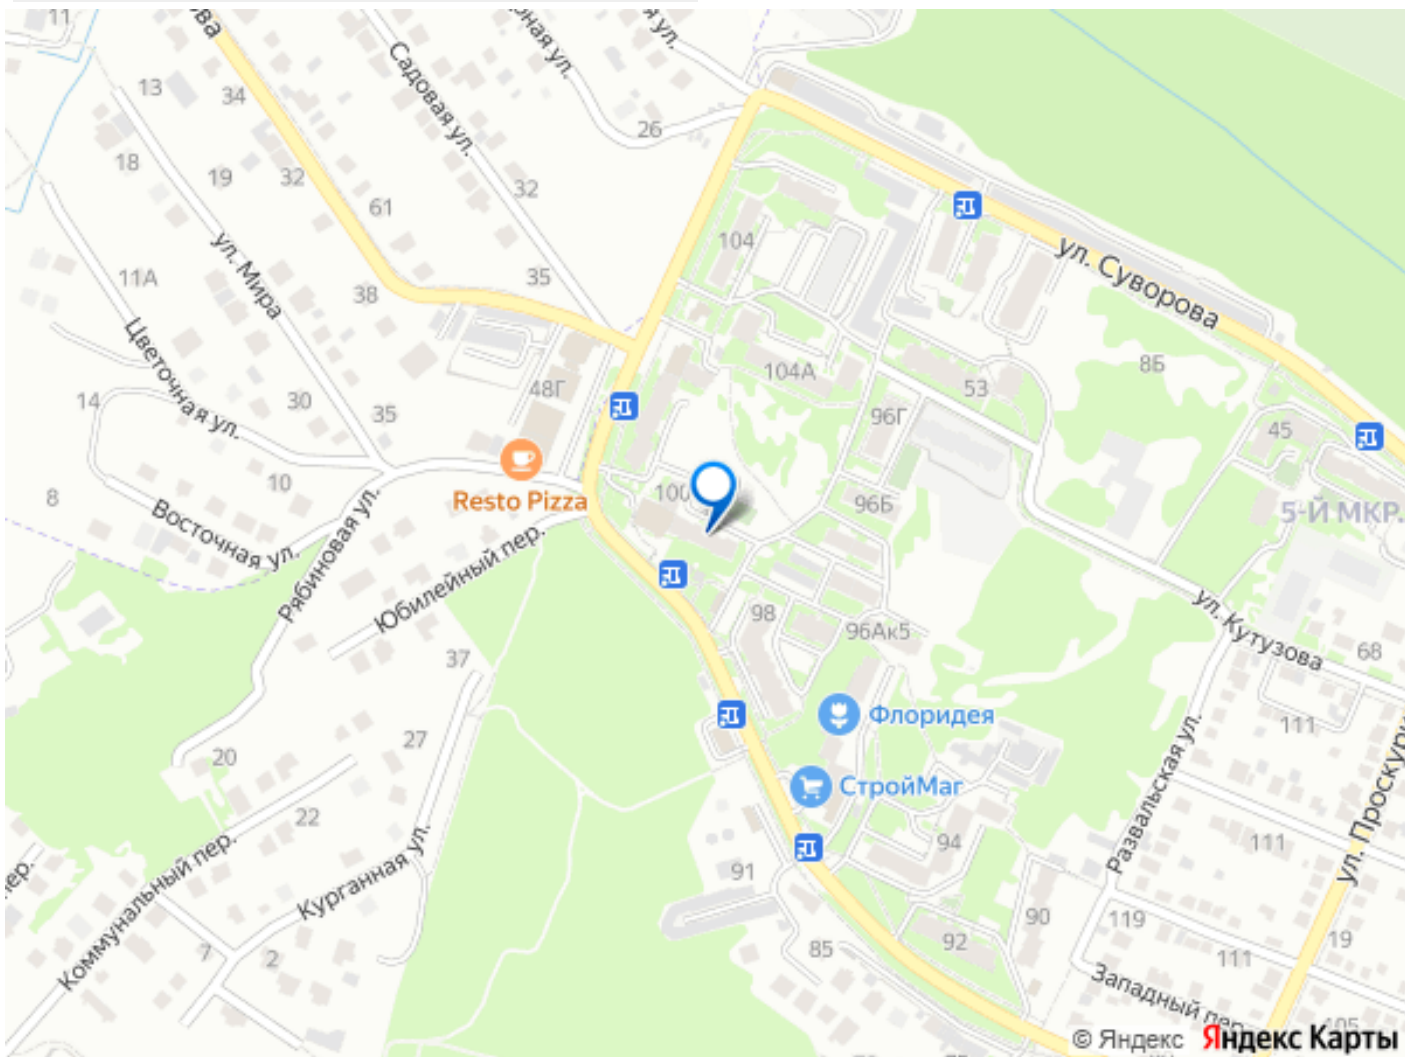 11
ова
13
34
Садовая ул.
ная ул.
я ул.
26
18
19
32
61
32
ул. Мира
104
ул. Суворова
11А
38
35
Цветочная ул.
48Г
104А
53
8Б
14
30
35
96Г
45
10
Resto Pizza
100
96Б
5-Й МКР.
8
Восточная ул.
Рябиновая ул.
Юбилейный пер.
98
96Ак5
ул. Кутузова
68
37
Флоридея
111
20
27
СтройМаг
Развальская ул.
ул. Проскури
22
94
111
Коммунальный пер.
Курганная ул.
91
пер.
90
119
19
7
2
85
92
111
Западный пер.
105
© Яндекс Яндекс Карты